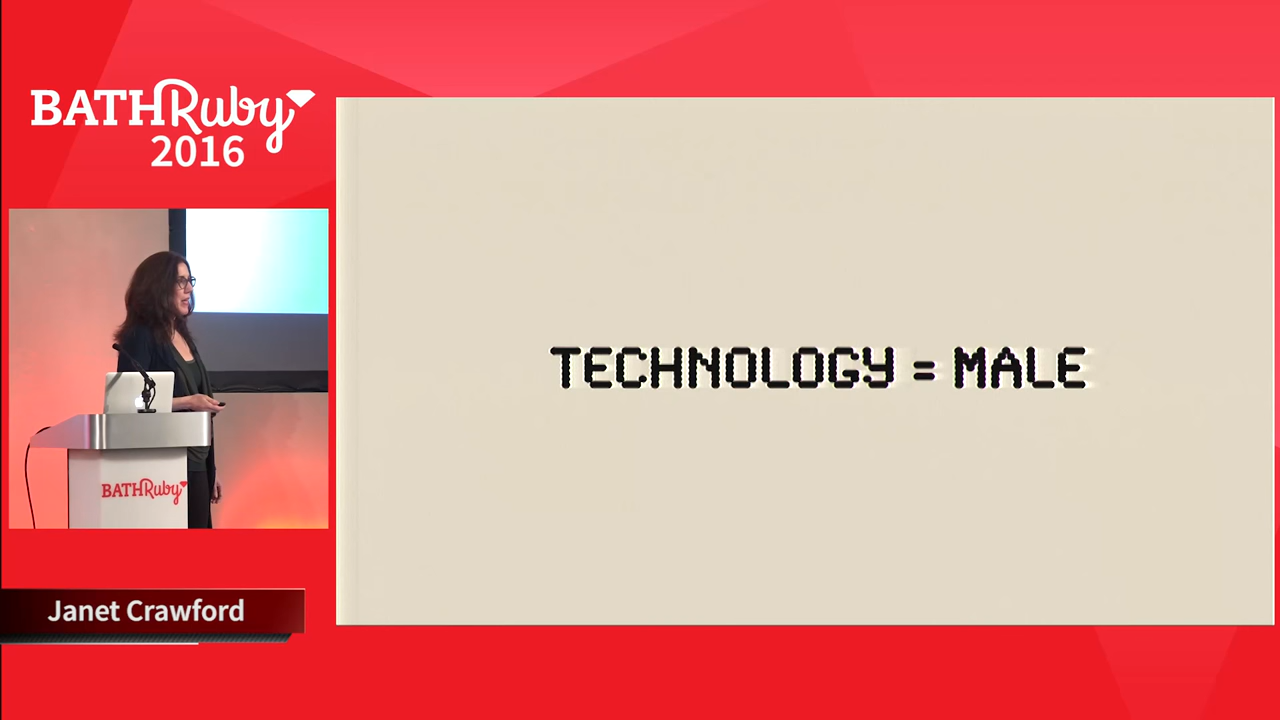 BATHRuby
2016
TECHNOLOGY = MALE
BATHRuby
Janet Crawford